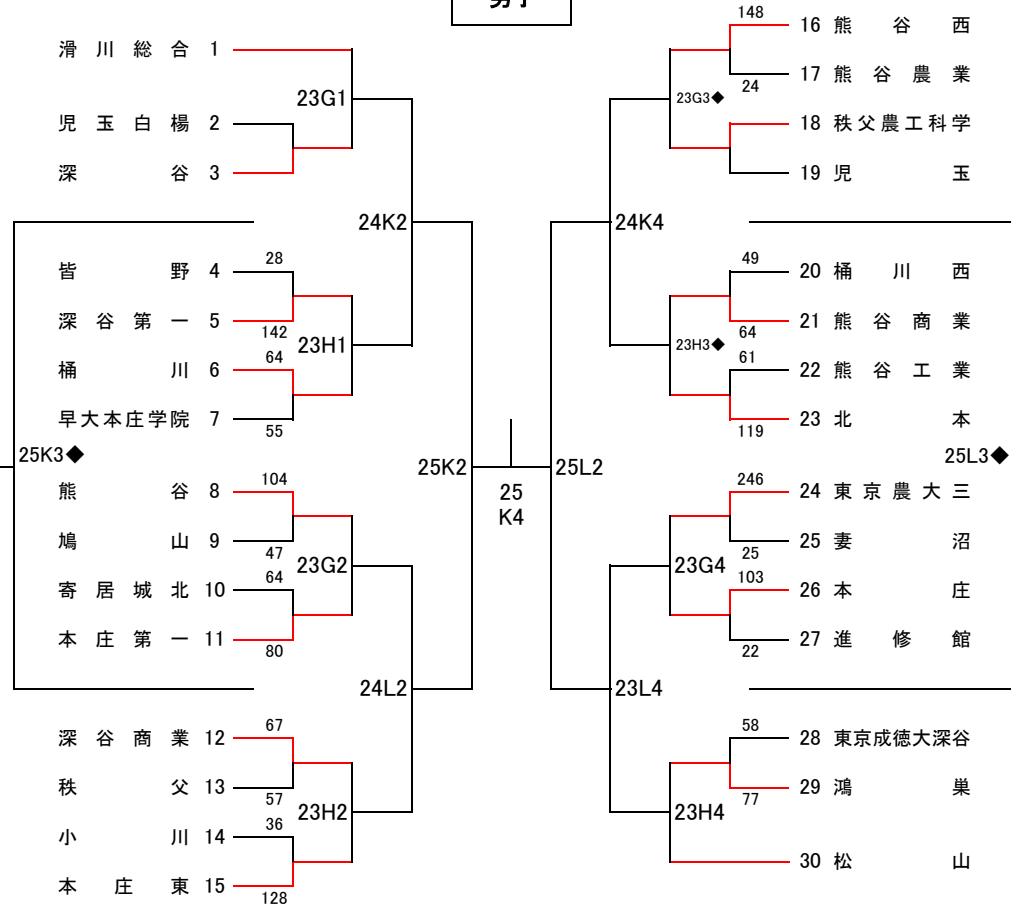 男子
滑川総合 1
23G1
児玉白楊 2
深谷 3
24K2
28
皆野 4
深谷第一 5
142
23H1
64
桶川 6
早大本庄学院 7
55
25K3◆
25K2
104
熊谷 8
鳩山 9
47
23G2
64
寄居城北 10
本庄第一 11
80
24L2
67
深谷商業 12
秩父 13
57
23H2
36
小川 14
本庄東 15
128
25
K4
148
16 熊谷西
17 熊谷農業
24
23G3◆
18 秩父農工科学
19 児玉
24K4
49
20 桶川西
21 熊谷商業
64
23H3◆
61
22 熊谷工業
23 北本
119
25L3◆
25L2
246
24 東京農大三
25 妻沼
25
23G4
103
26 本庄
27 進修館
22
23L4
58
28 東京成徳大深谷
29 鴻巣
77
23H4
30 松山